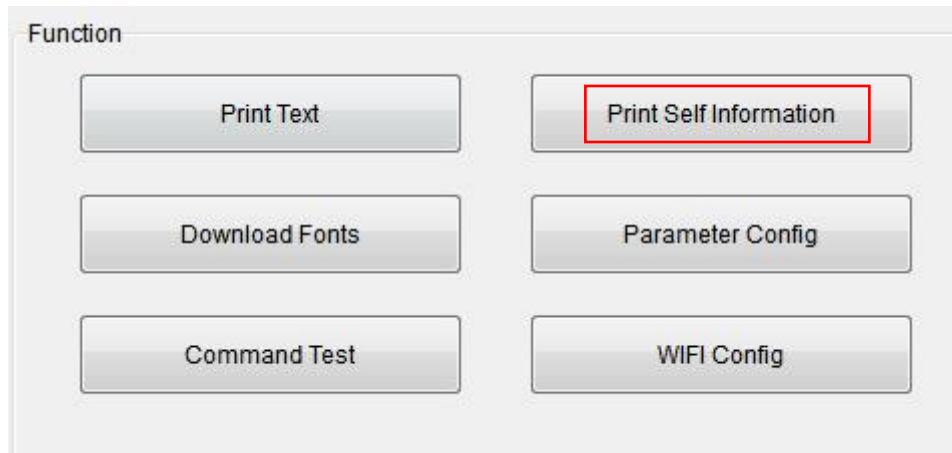 Function
Print Text
Print Self Information
Download Fonts
Parameter Config
Command Test
WIFI Config